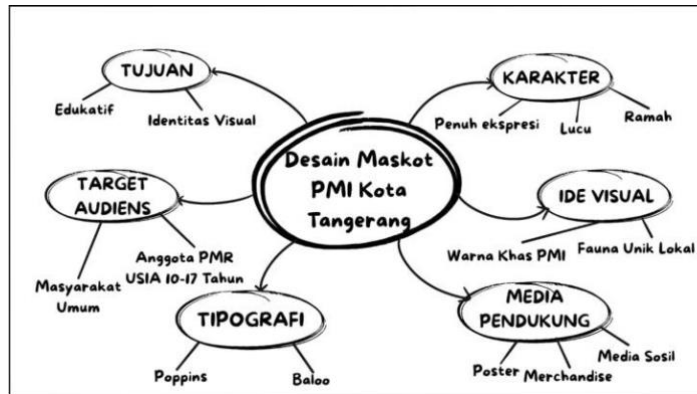 TUJUAN
Edukatif
Identitas Visual
KARAKTER
Penuh ekspresi
Lucu
Ramah
Desain Maskot
PMI Kota
Tangerang
TARGET
AUDIENS
Masyarakat
Umum
Anggota PMR
USIA 10-17 Tahun
IDE VISUAL
Warna Khas PMI
Fauna Unik Lokal
TIPOGRAFI
Poppins
Baloo
MEDIA
PENDUKUNG
Poster
Merchandise
Media Sosil